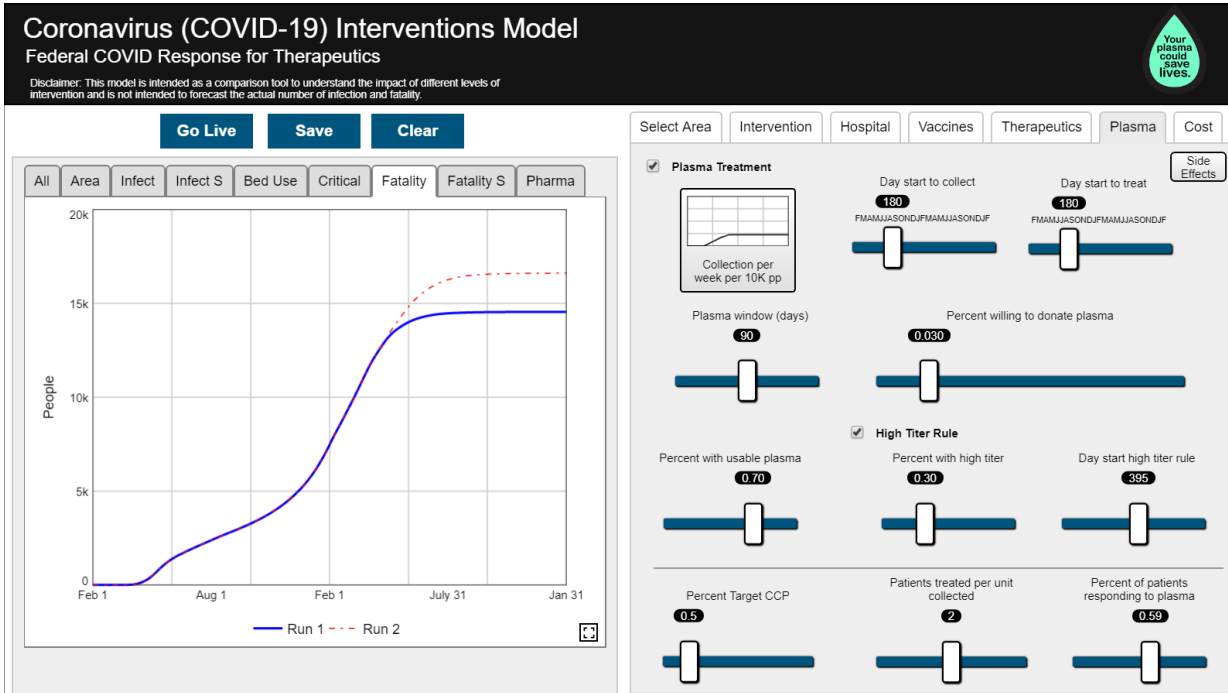 Coronavirus (COVID-19) Interventions Model
Federal COVID Response for Therapeutics
Disclaimer: This model is intended as a comparison tool to understand the impact of different levels of
intervention and is not intended to forecast the actual number of infection and fatality.
Your
plasma
could
save
lives.
Go Live
Save
Clear
All
Area
Infect
Infect S
Bed Use
Critical
Fatality
Fatality S
Pharma
20k
15k
10k
5k
0
People
Feb 1
Aug 1
Feb 1
July 31
Jan 31
Run 1
Run 2
Select Area
Intervention
Hospital
Vaccines
Therapeutics
Plasma
Cost
Plasma Treatment
Side
Effects
Collection per
week per 10K pp
Day start to collect
180
FMAMJJASONDJFMAMJJASONDJF
Day start to treat
180
FMAMJJASONDJFMAMJJASONDJF
Plasma window (days)
90
Percent willing to donate plasma
0.030
High Titer Rule
Percent with usable plasma
0.70
Percent with high titer
0.30
Day start high titer rule
395
Percent Target CCP
0.5
Patients treated per unit
collected
2
Percent of patients
responding to plasma
0.59